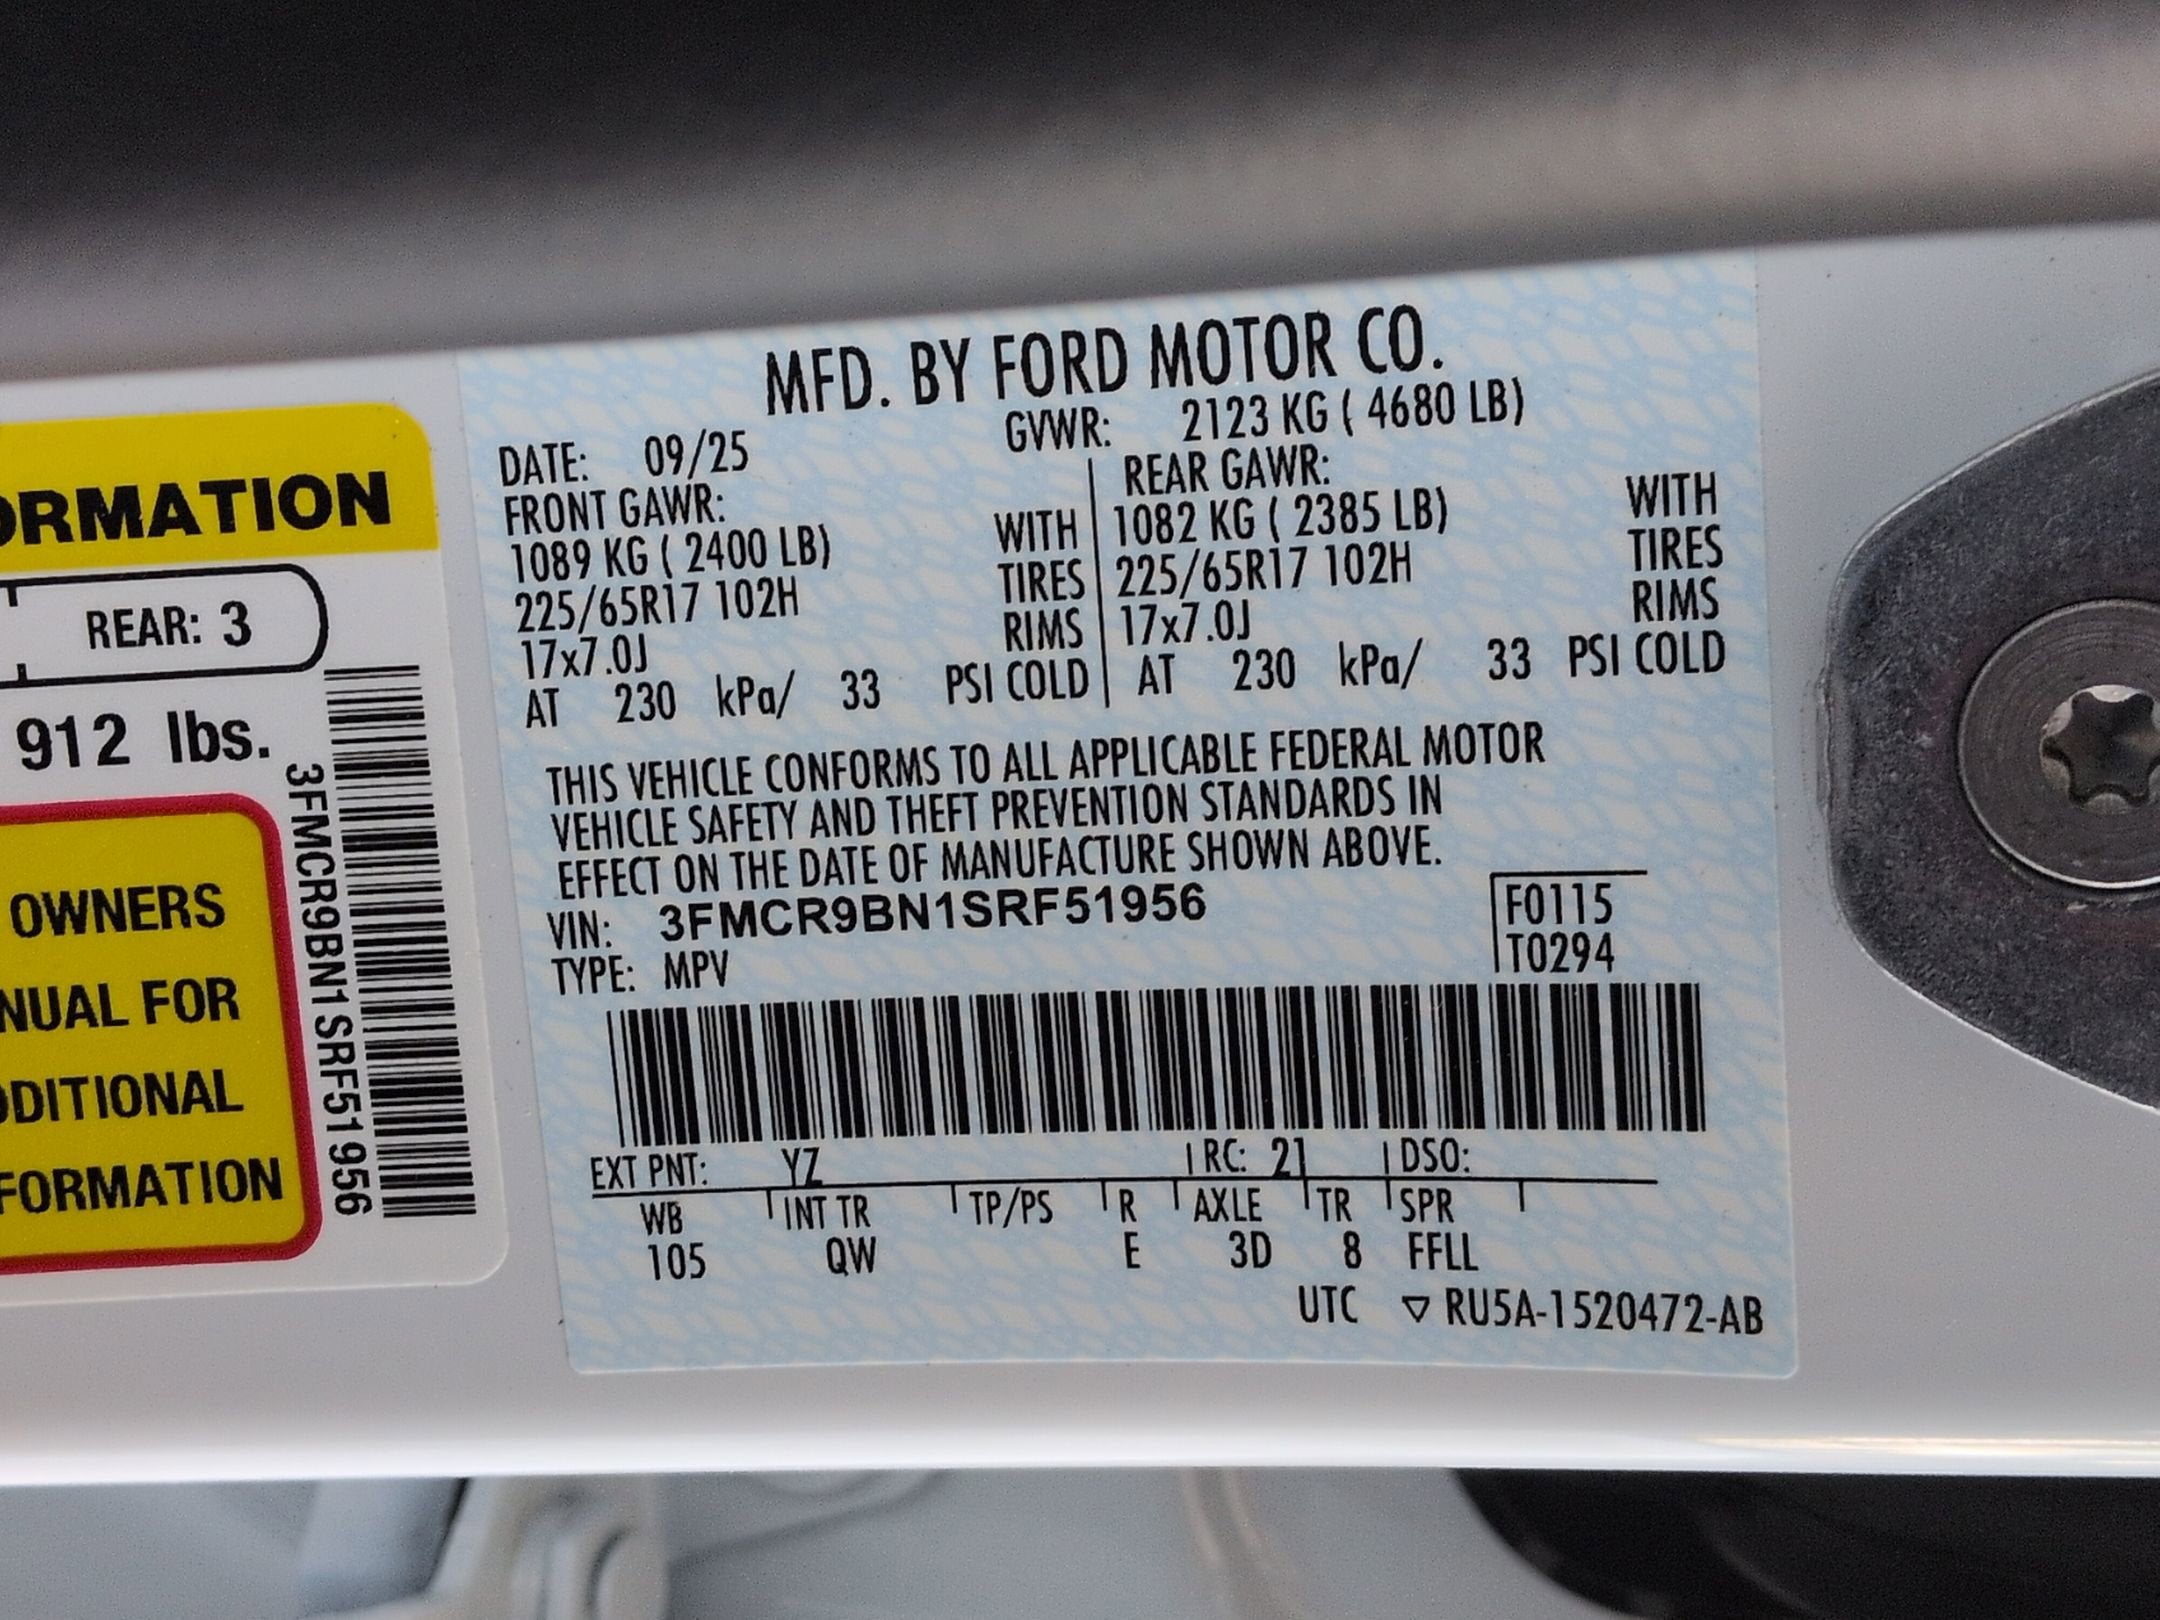 ORMATION
REAR: 3
912 lbs.
OWNERS
NUAL FOR
DDITIONAL
FORMATION
3FMCR9BN1SRF51956
MFD. BY FORD MOTOR CO.
DATE: 09/25 GVWR: 2123 KG ( 4680 LB)
FRONT GAWR: REAR GAWR:
1089 KG ( 2400 LB) WITH 1082 KG ( 2385 LB) WITH
225/65R17 102H TIRES 225/65R17 102H TIRES
17x7.0J RIMS 17x7.0J RIMS
AT 230 kPa/ 33 PSI COLD AT 230 kPa/ 33 PSI COLD
THIS VEHICLE CONFORMS TO ALL APPLICABLE FEDERAL MOTOR
VEHICLE SAFETY AND THEFT PREVENTION STANDARDS IN
EFFECT ON THE DATE OF MANUFACTURE SHOWN ABOVE.
VIN: 3FMCR9BN1SRF51956 F0115
TYPE: MPV T0294
EXT PNT: YZ RC: 21 DSO:
WB INT TR TP/PS R AXLE TR SPR
105 QW E 3D 8 FFLL
UTC ▽ RU5A-1520472-AB